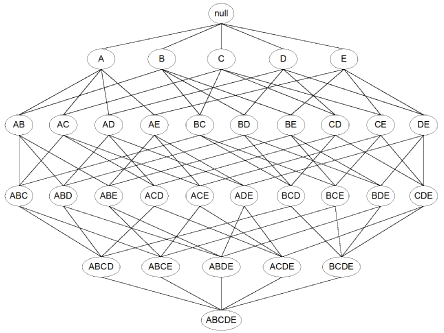 null
A B C D E
AB AC AD AE BC BD BE CD CE DE
ABC ABD ABE ACD ACE ADE BCD BCE BDE CDE
ABCD ABCE ABDE ACDE BCDE
ABCDE